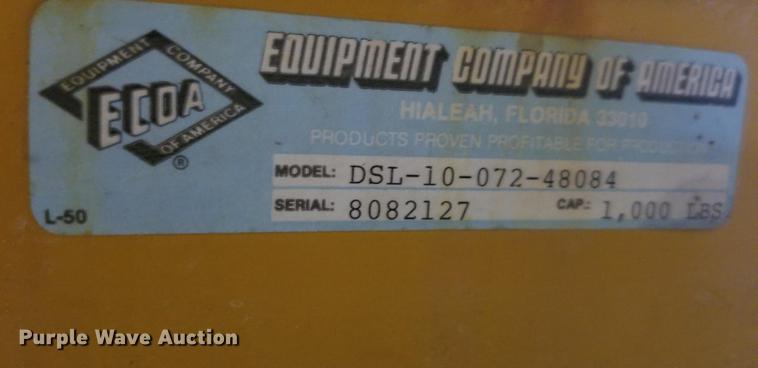 EQUIPMENT COMPANY OF AMERICA
ECOA
®
EQUIPMENT COMPANY OF AMERICA
HIALEAH, FLORIDA 33010
PRODUCTS PROVEN PROFITABLE FOR PRODUCTION
MODEL: DSL-10-072-48084
SERIAL: 8082127 CAP.: 1,000 LBS
L-50
Purple Wave Auction